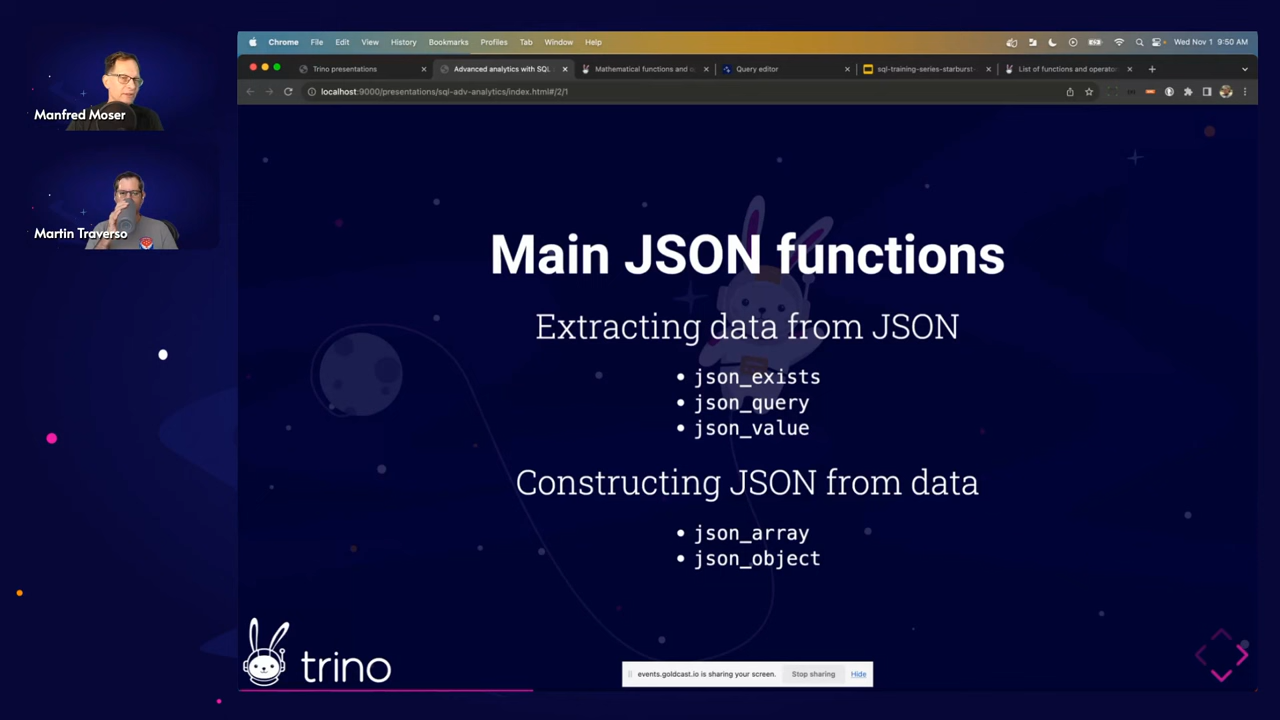 Chrome File Edit View History Bookmarks Profiles Tab Window Help
Wed Nov 1 9:50 AM
Trino presentations
Advanced analytics with SQL
Mathematical functions and
Query editor
sql-training-series-starburst
List of functions and operator
localhost:9000/presentations/sql-adv-analytics/index.html#/2/1
Manfred Moser
Martin Traverso
Main JSON functions
Extracting data from JSON
• json_exists
• json_query
• json_value
Constructing JSON from data
• json_array
• json_object
trino
events.goldcast.io is sharing your screen.
Stop sharing
Hide